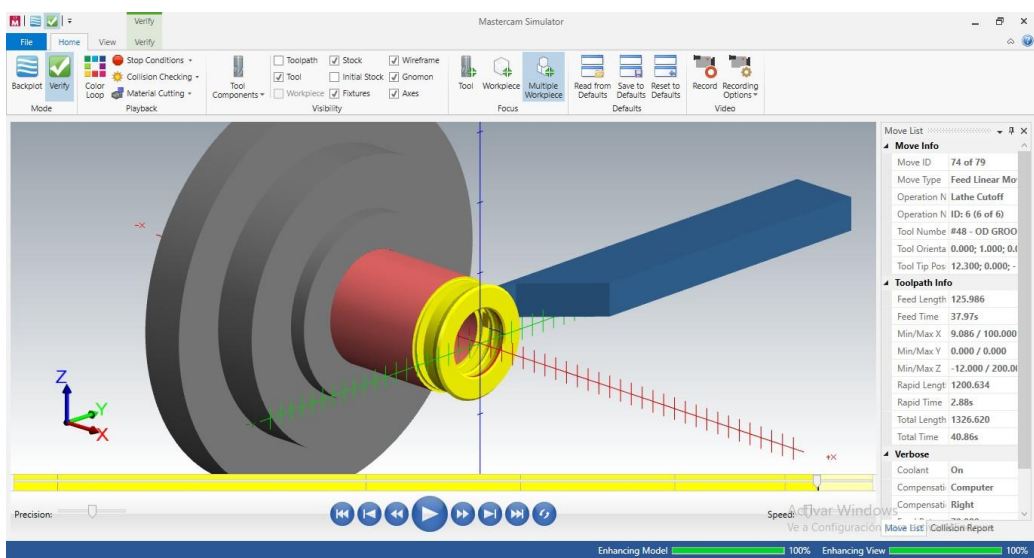 Verify
Mastercam Simulator
File Home View Verify
Backplot Verify
Mode
Color Loop
Stop Conditions
Collision Checking
Material Cutting
Playback
Tool Components
Toolpath Stock Wireframe
Tool Initial Stock Gnomon
Workpiece Fixtures Axes
Visibility
Tool Workpiece Multiple Workpiece
Focus
Read from Defaults Save to Defaults Reset to Defaults
Defaults
Record Recording Options
Video
Move List
Move Info
Move ID 74 of 79
Move Type Feed Linear Mo
Operation N Lathe Cutoff
Operation N ID: 6 (6 of 6)
Tool Numbe #48 - OD GROO
Tool Orienta 0.000; 1.000; 0.0
Tool Tip Pos 12.300; 0.000; -
Toolpath Info
Feed Length 125.986
Feed Time 37.97s
Min/Max X 9.086 / 100.000
Min/Max Y 0.000 / 0.000
Min/Max Z -12.000 / 200.00
Rapid Lengt 1200.634
Rapid Time 2.88s
Total Length 1326.620
Total Time 40.86s
Verbose
Coolant On
Compensati Computer
Compensati Right
-X
+X
Z
Y
X
Precision:
Speed:
Activar Windows
Ve a Configuración
Move List Collision Report
Enhancing Model 100% Enhancing View 100%